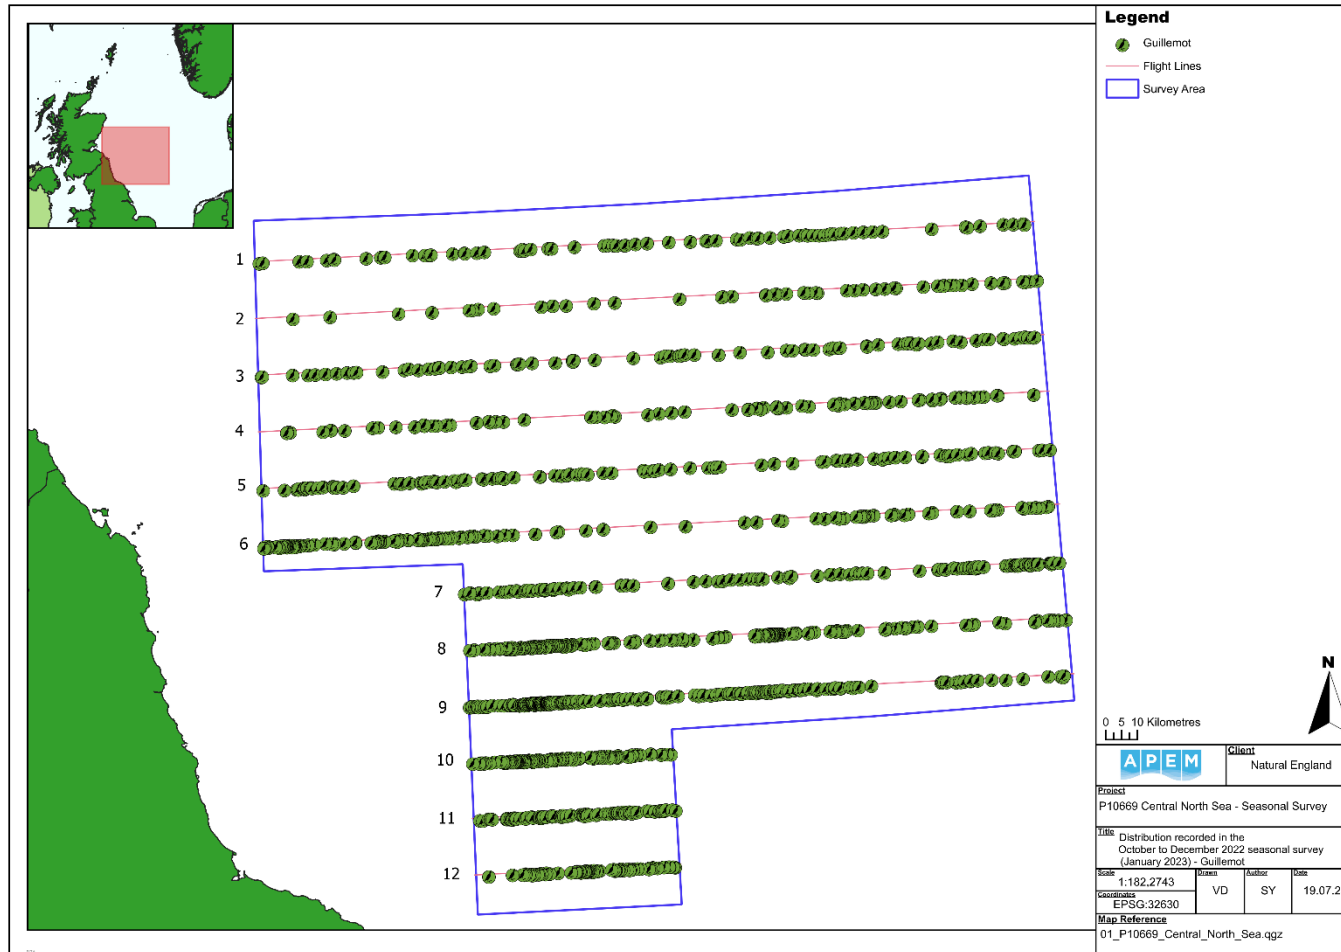 Legend
Guillemot
Flight Lines
Survey Area
1
2
3
4
5
6
7
8
9
10
11
12
N
0 5 10 Kilometres
APEM
Client
Natural England
Project
P10669 Central North Sea - Seasonal Survey
Title
Distribution recorded in the
October to December 2022 seasonal survey
(January 2023) - Guillemot
Scale
1:182,2743
Drawn
VD
Author
SY
Date
19.07.2
Coordinates
EPSG:32630
Map Reference
01_P10669_Central_North_Sea.qgz